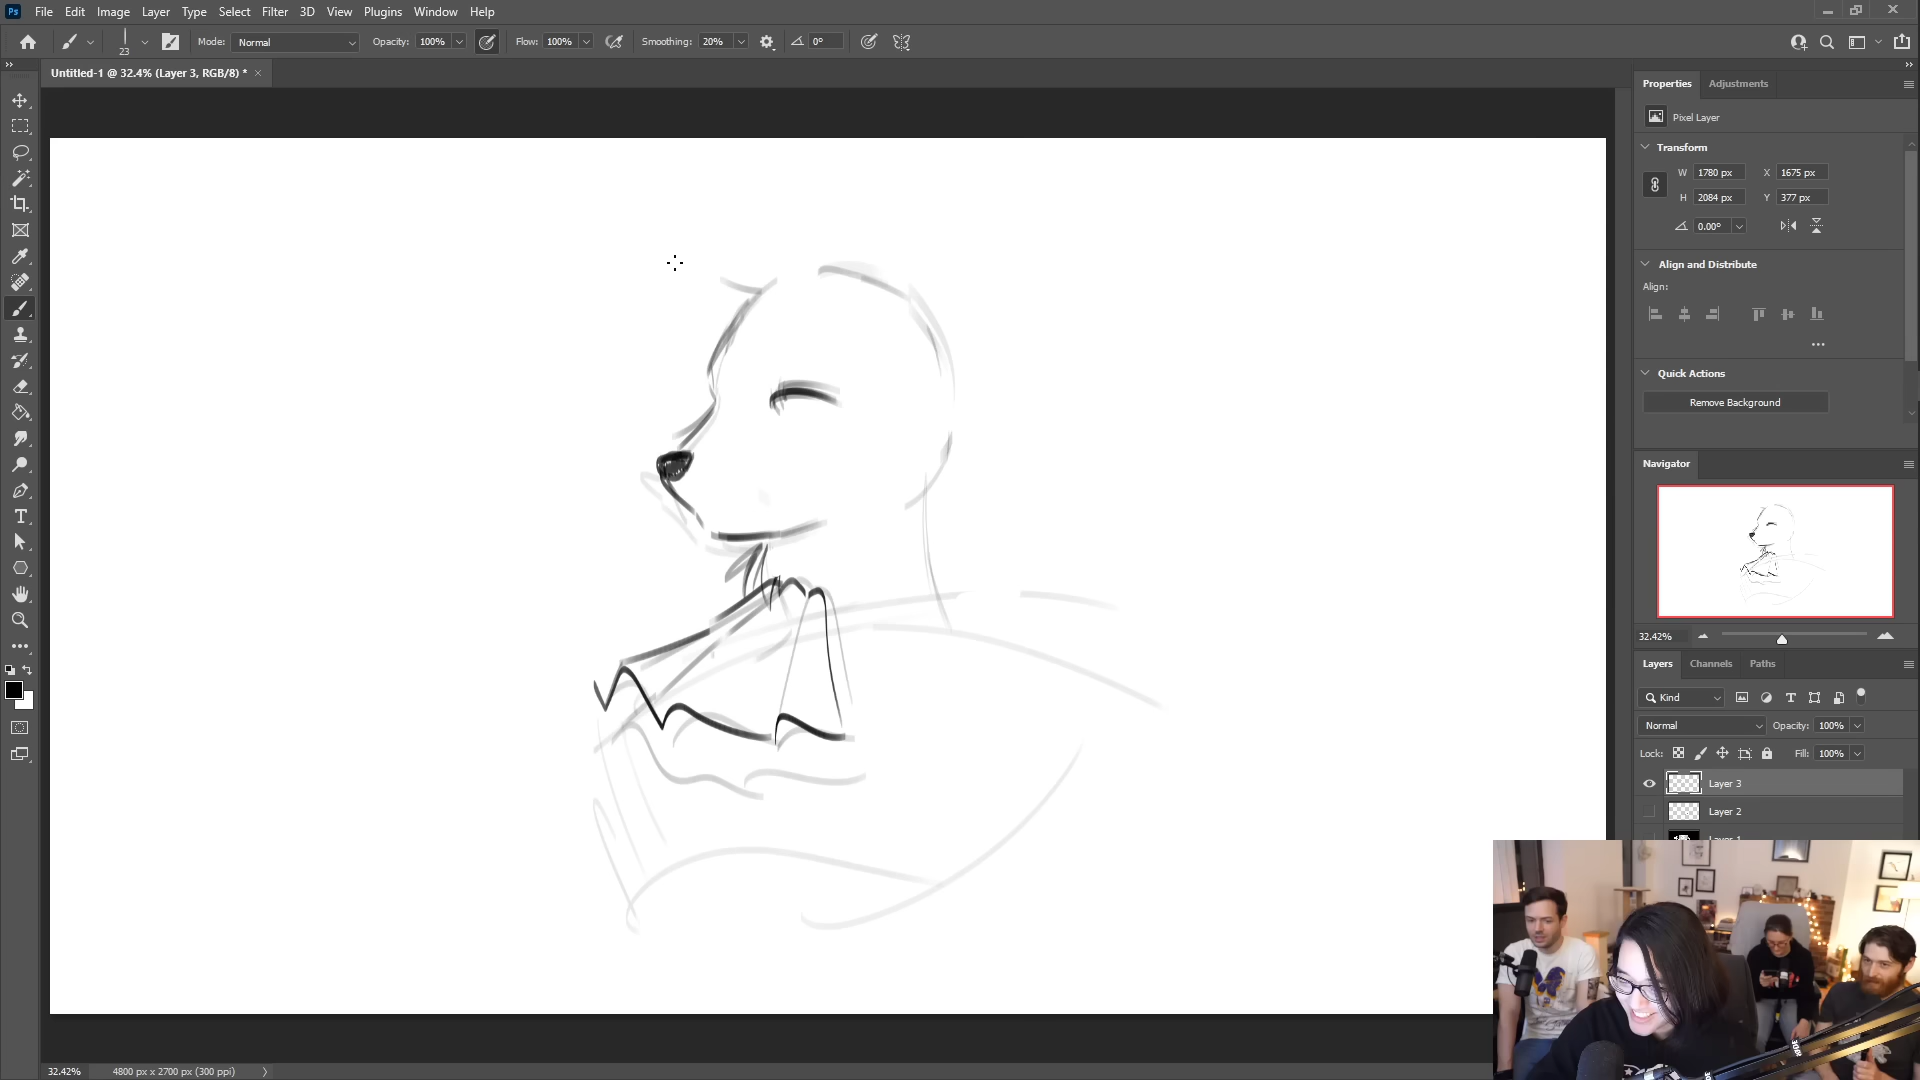 Ps File Edit Image Layer Type Select Filter 3D View Plugins Window Help
23 Mode: Normal Opacity: 100% Flow: 100% Smoothing: 20% 0°
Untitled-1 @ 32.4% (Layer 3, RGB/8) * ×
Properties Adjustments
Pixel Layer
Transform
W 1780 px X 1675 px
H 2084 px Y 377 px
0.00°
Align and Distribute
Align:
Quick Actions
Remove Background
Navigator
32.42%
Layers Channels Paths
Kind
Normal Opacity: 100%
Lock: Fill: 100%
Layer 3
Layer 2
Layer 1
32.42% 4800 px x 2700 px (300 ppi)